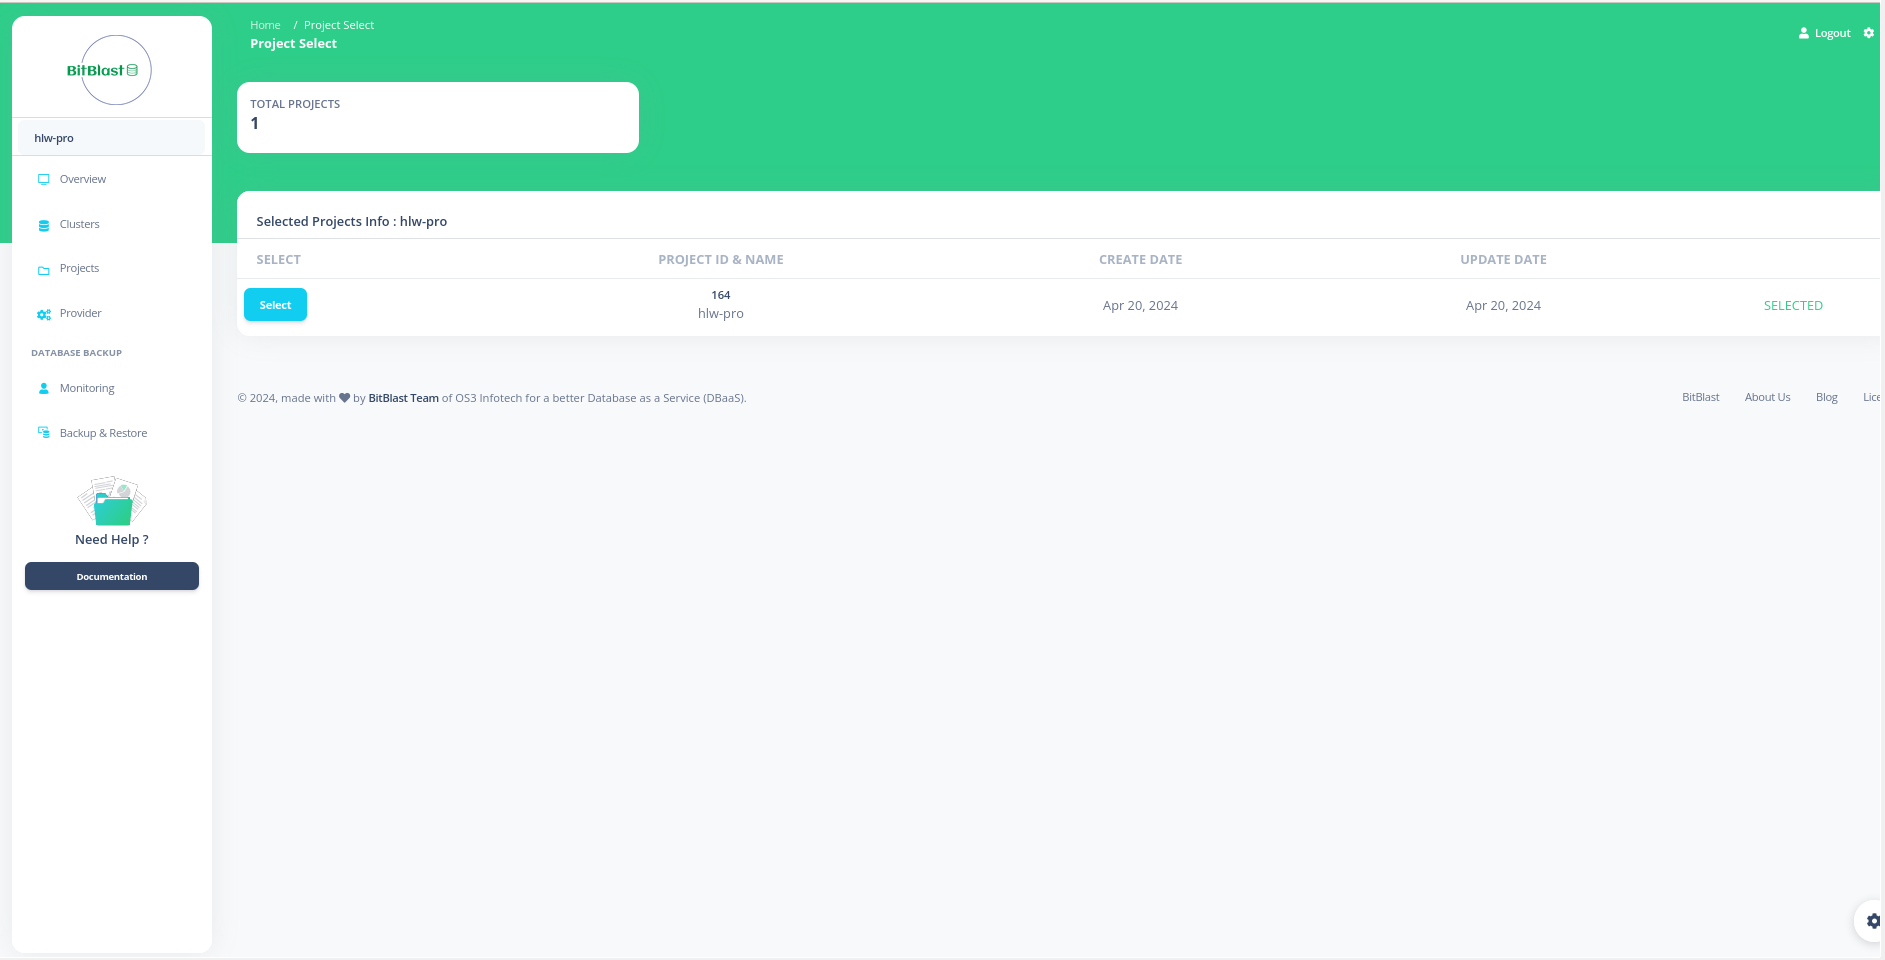 BitBlast
hlw-pro
Overview
Clusters
Projects
Provider
DATABASE BACKUP
Monitoring
Backup & Restore
Need Help ?
Documentation
Home / Project Select
Project Select
Logout
TOTAL PROJECTS
1
Selected Projects Info : hlw-pro
SELECT PROJECT ID & NAME CREATE DATE UPDATE DATE
Select 164 hlw-pro Apr 20, 2024 Apr 20, 2024 SELECTED
© 2024, made with by BitBlast Team of OS3 Infotech for a better Database as a Service (DBaaS).
BitBlast About Us Blog Lice